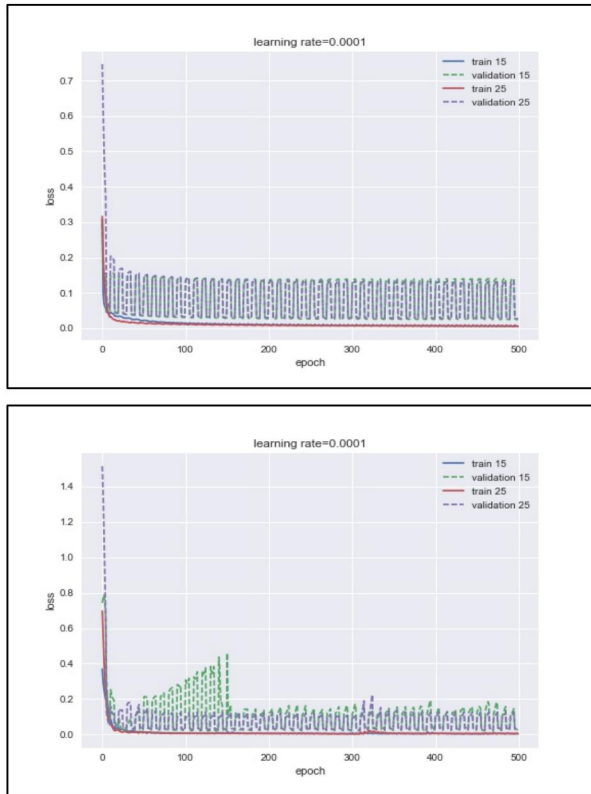 learning rate=0.0001
train 15
validation 15
train 25
validation 25
0.7
0.6
0.5
0.4
0.3
0.2
0.1
0.0
loss
0 100 200 300 400 500
epoch
learning rate=0.0001
train 15
validation 15
train 25
validation 25
1.4
1.2
1.0
0.8
0.6
0.4
0.2
0.0
loss
0 100 200 300 400 500
epoch